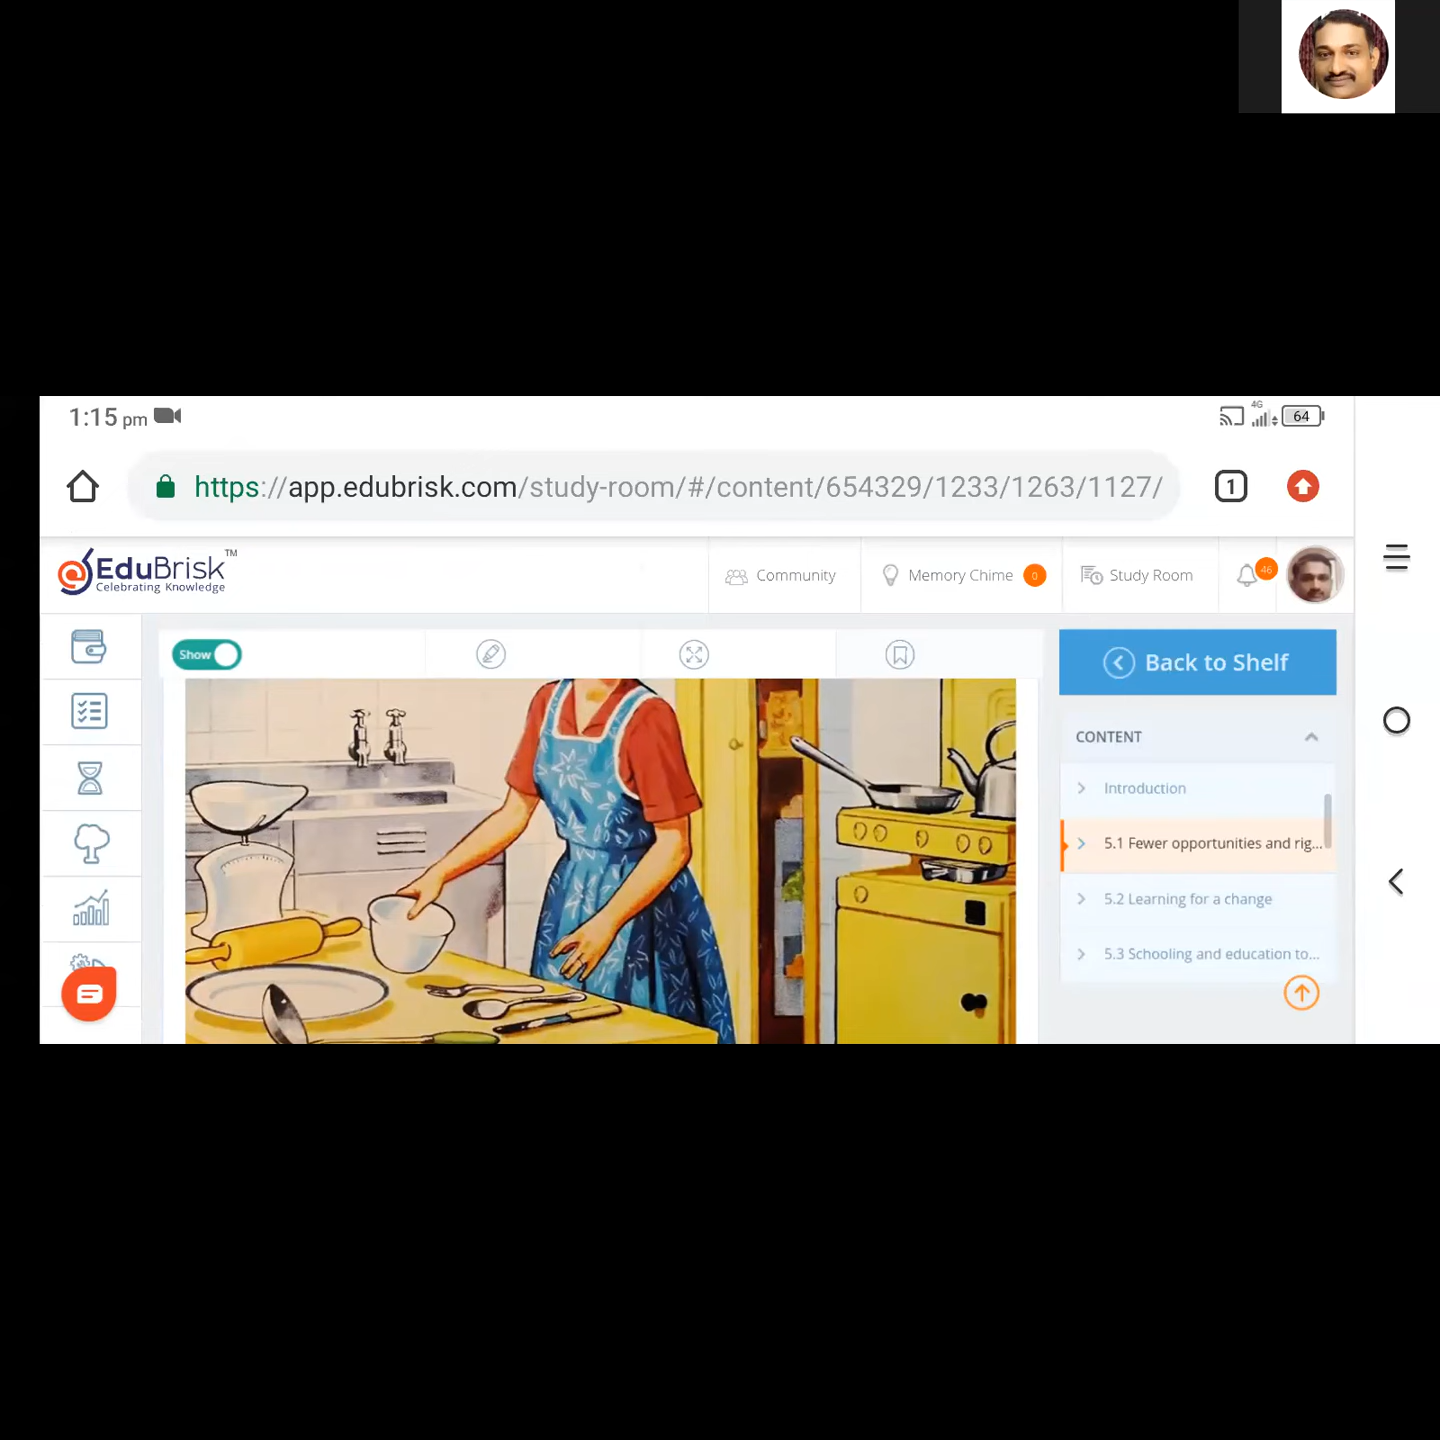 1:15 pm
4G
64
https://app.edubrisk.com/study-room/#/content/654329/1233/1263/1127/
1
EduBrisk™
Celebrating Knowledge
Community
Memory Chime
0
Study Room
46
Show
Back to Shelf
CONTENT
Introduction
5.1 Fewer opportunities and rig...
5.2 Learning for a change
5.3 Schooling and education to...